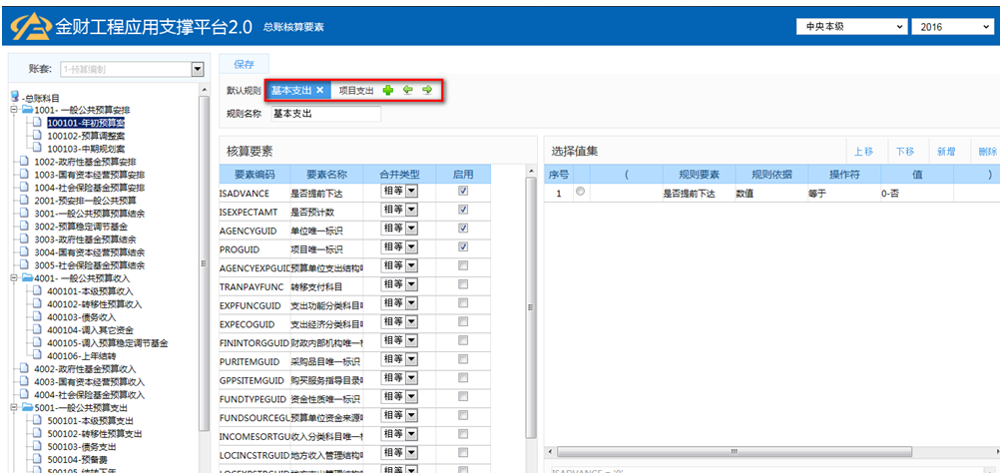 金财工程应用支撑平台2.0 总账核算要素 中央本级 2016
账套: 1-预算编制
-总账科目
1001- 一般公共预算安排
100101-年初预算案
100102-预算调整案
100103-中期规划案
1002-政府性基金预算安排
1003-国有资本经营预算安排
1004-社会保险基金预算安排
2001-预安排一般公共预算
3001-一般公共预算预算结余
3002-预算稳定调节基金
3003-政府性基金预算结余
3004-国有资本经营预算结余
3005-社会保险基金预算结余
4001- 一般公共预算收入
400101-本级预算收入
400102-转移性预算收入
400103-债务收入
400104-调入其它资金
400105-调入预算稳定调节基金
400106-上年结转
4002-政府性基金预算收入
4003-国有资本经营预算收入
4004-社会保险基金预算收入
5001-一般公共预算支出
500101-本级预算支出
500102-转移性预算支出
500103-债务支出
500104-预备费
500105-结转下年
保存
默认规则 基本支出 × 项目支出
规则名称 基本支出
核算要素
要素编码 要素名称 合并类型 启用
ISADVANCE 是否提前下达 相等
ISEXPECTAMT 是否预计数 相等
AGENCYGUID 单位唯一标识 相等
PROGUID 项目唯一标识 相等
AGENCYEXPGUID 预算单位支出结构 相等
TRANPAYFUNC 转移支付科目 相等
EXPFUNCGUID 支出功能分类科目 相等
EXPECOGUID 支出经济分类科目 相等
FININTORGGUID 财政内部机构唯一 相等
PURITEMGUID 采购品目唯一标识 相等
GPPSITEMGUID 购买服务指导目录 相等
FUNDTYPEGUID 资金性质唯一标识 相等
FUNDSOURCEGU 预算单位资金来源 相等
INCOMESORTGU 收入分类科目唯一 相等
LOCINCSTRGUID 地方收入管理结构 相等
LOCEXPSTRGUID 地方支出管理结构 相等
选择值集 上移 下移 新增 删除
序号 ( 规则要素 规则依据 操作符 值 )
1 是否提前下达 数值 等于 0-否
ISADVANCE = '0'